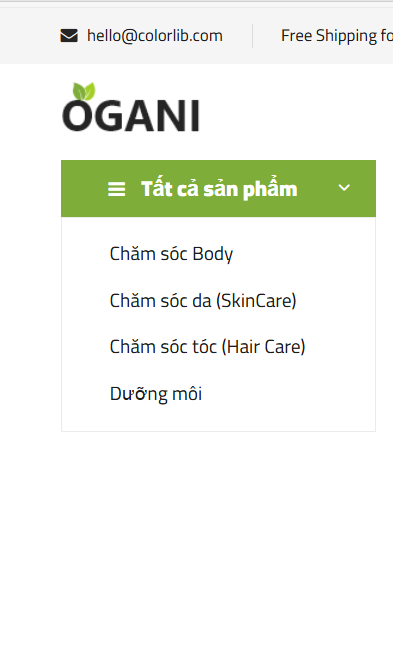 hello@colorlib.com
Free Shipping fo
OGANI
Tất cả sản phẩm
Chăm sóc Body
Chăm sóc da (SkinCare)
Chăm sóc tóc (Hair Care)
Dưỡng môi